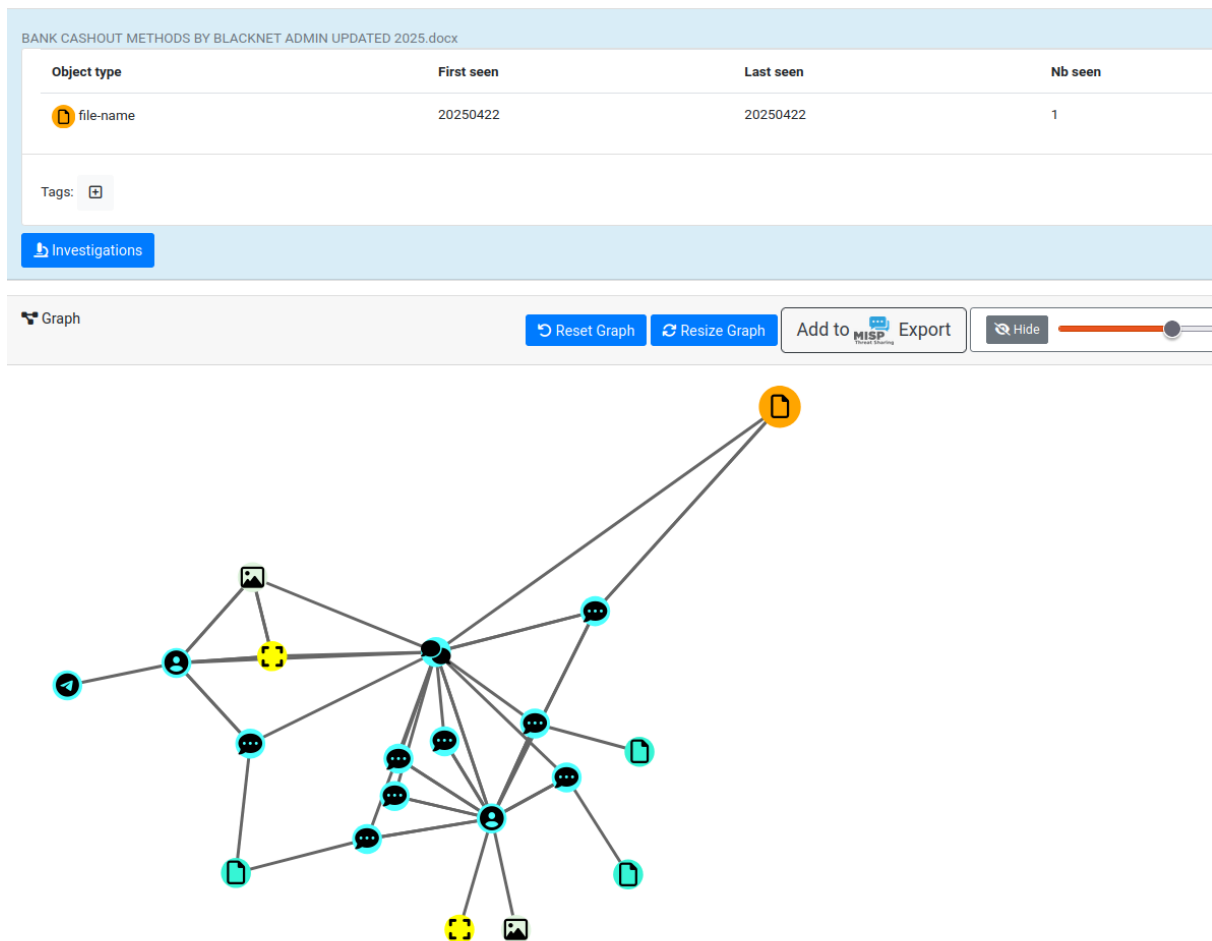 BANK CASHOUT METHODS BY BLACKNET ADMIN UPDATED 2025.docx
Object type First seen Last seen Nb seen
file-name 20250422 20250422 1
Tags:
Investigations
Graph Reset Graph Resize Graph Add to MISP Threat Sharing Export Hide